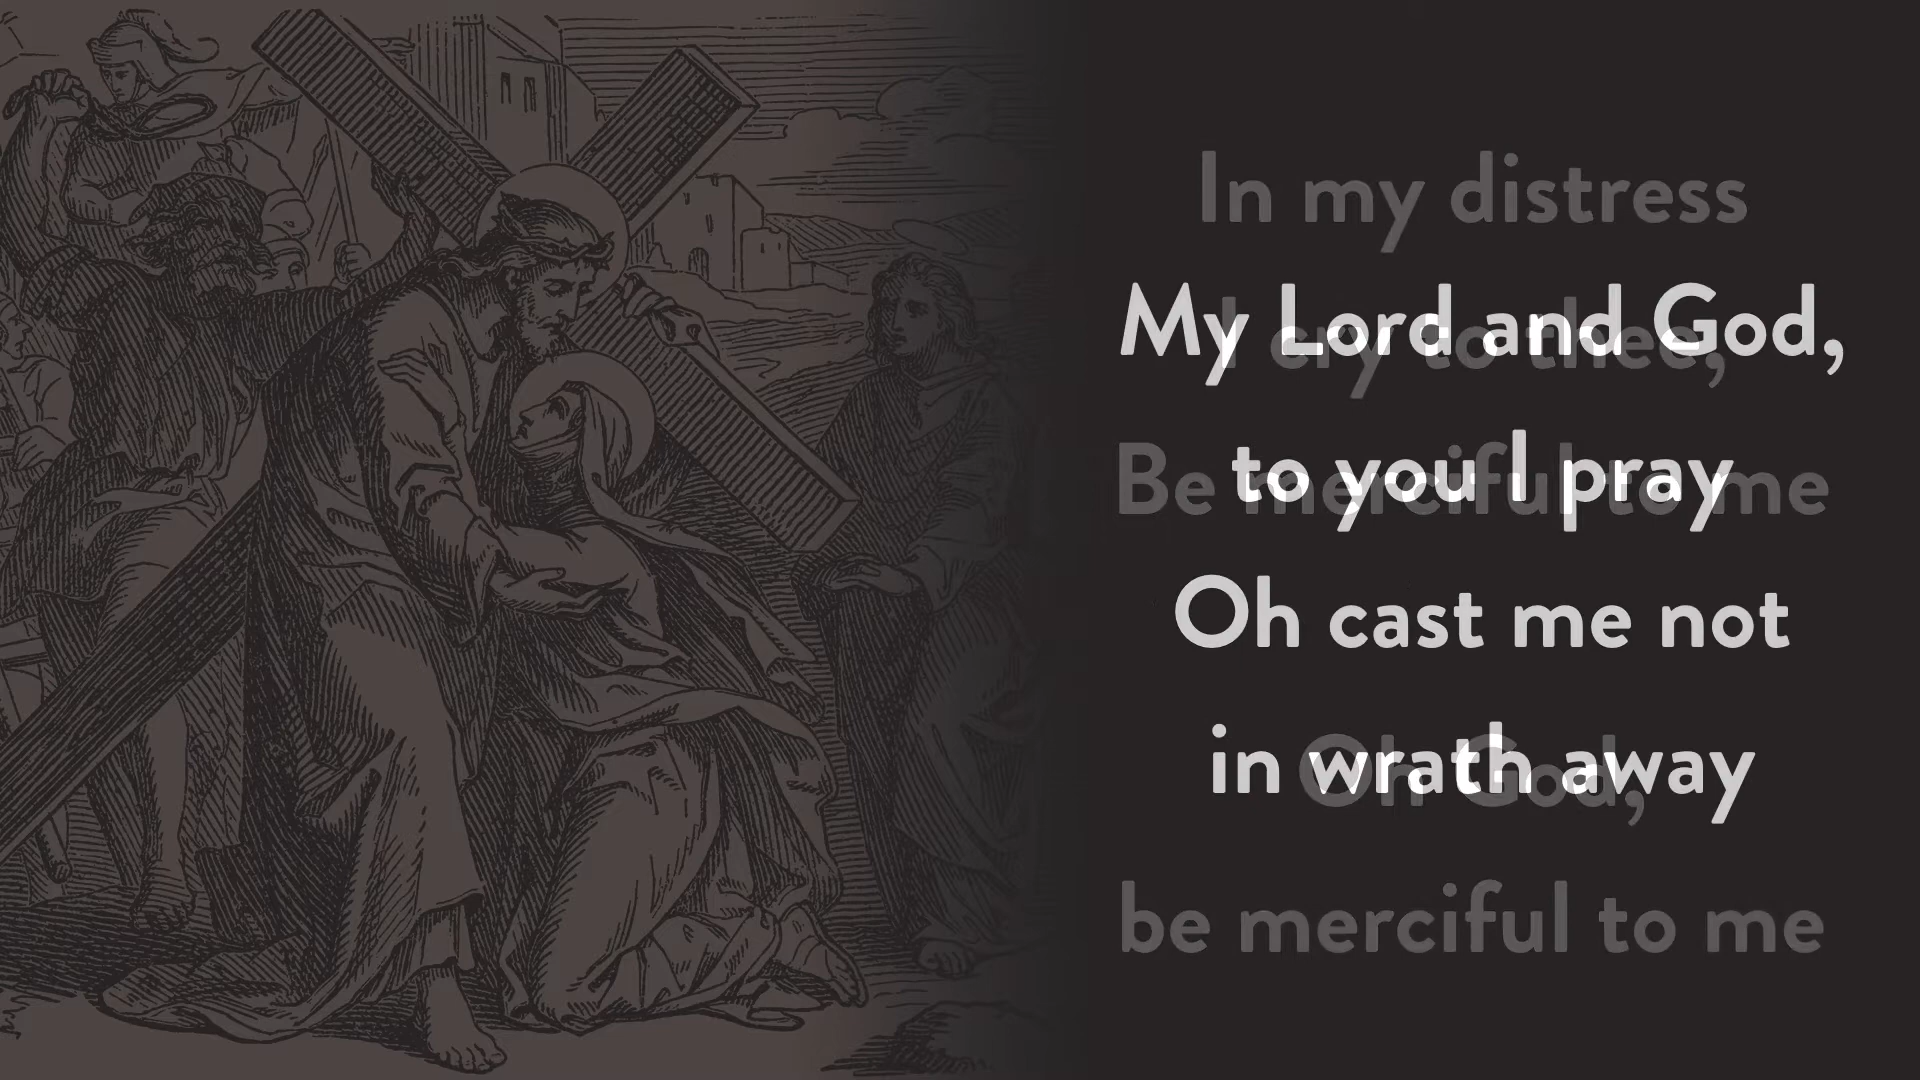 In my distress
My Lord and God,
I cry to thee,
to you I pray
Be merciful to me
Oh cast me not
in wrath away
Oh God,
be merciful to me